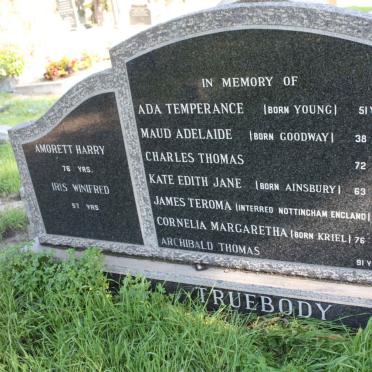 AMORETT HARRY
76 YRS.
IRIS WINIFRED
57 YRS
IN MEMORY OF
ADA TEMPERANCE (BORN YOUNG) 51Y
MAUD ADELAIDE (BORN GOODWAY) 38
CHARLES THOMAS 72
KATE EDITH JANE (BORN AINSBURY) 63
JAMES TEROMA (INTERRED NOTTINGHAM ENGLAND)
CORNELIA MARGARETHA (BORN KRIEL) 76
ARCHIBALD THOMAS 91Y
TRUEBODY